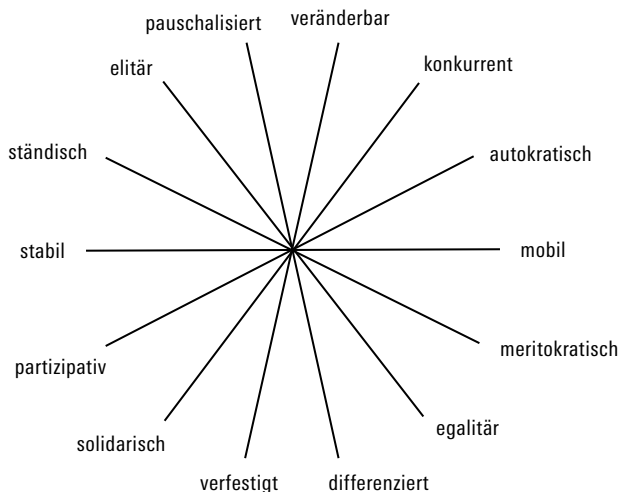 pauschalisiert
veränderbar
elitär
konkurrent
ständisch
autokratisch
stabil
mobil
partizipativ
meritokratisch
solidarisch
egalitär
verfestigt
differenziert